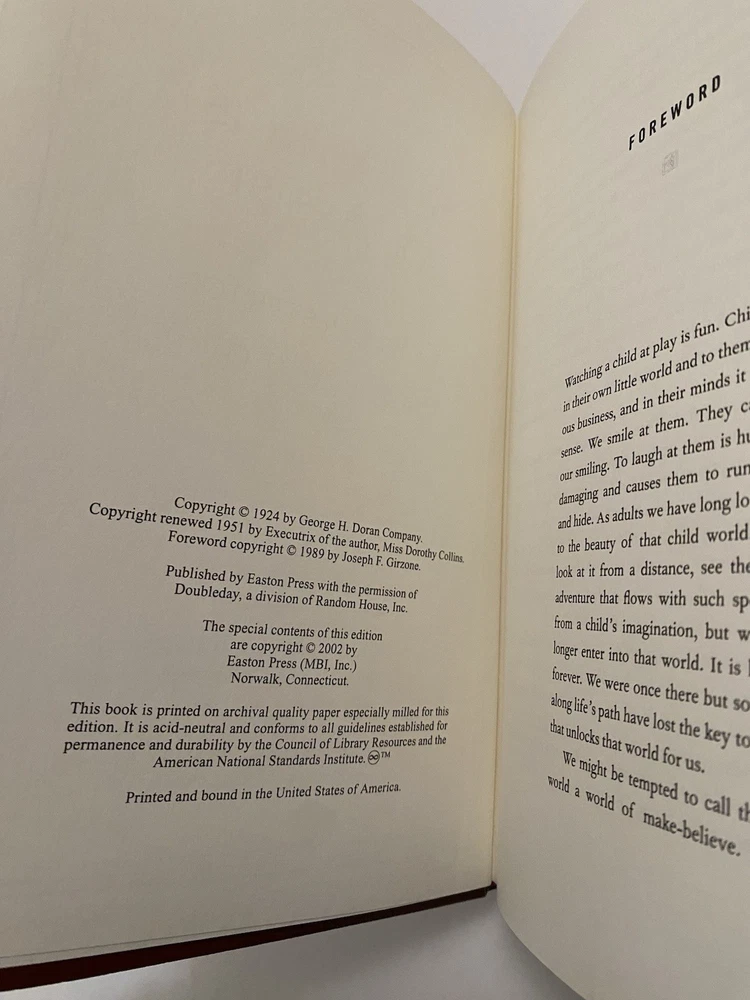 Copyright © 1924 by George H. Doran Company.
Copyright renewed 1951 by Executrix of the author, Miss Dorothy Collins.
Foreword copyright © 1989 by Joseph F. Girzone.
Published by Easton Press with the permission of
Doubleday, a division of Random House, Inc.
The special contents of this edition
are copyright © 2002 by
Easton Press (MBI, Inc.)
Norwalk, Connecticut.
This book is printed on archival quality paper especially milled for this
edition. It is acid-neutral and conforms to all guidelines established for
permanence and durability by the Council of Library Resources and the
American National Standards Institute. ♾™
Printed and bound in the United States of America.
FOREWORD
Watching a child at play is fun. Chi
in their own little world and to them
ous business, and in their minds it
sense. We smile at them. They c
our smiling. To laugh at them is hu
damaging and causes them to run
and hide. As adults we have long lo
to the beauty of that child world
look at it from a distance, see the
adventure that flows with such sp
from a child's imagination, but w
longer enter into that world. It is
forever. We were once there but so
along life's path have lost the key to
that unlocks that world for us.
We might be tempted to call th
world a world of make-believe.